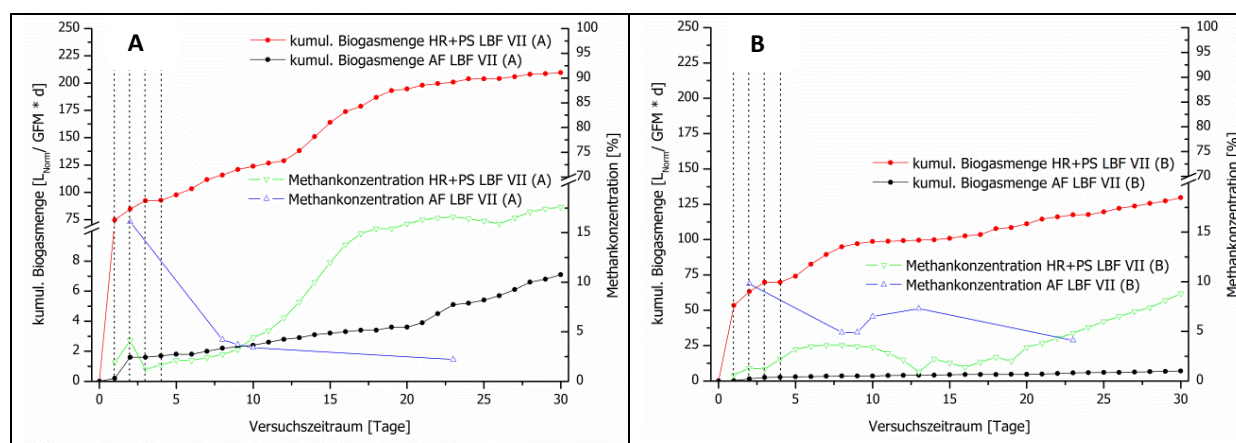 A
kumul. Biogasmenge HR+PS LBF VII (A)
kumul. Biogasmenge AF LBF VII (A)
Methankonzentration HR+PS LBF VII (A)
Methankonzentration AF LBF VII (A)
kumul. Biogasmenge [L_Norm/ GFM * d]
250
225
200
175
150
125
100
75
8
6
4
2
0
Methankonzentration [%]
100
95
90
85
80
75
70
15
10
5
0
0 5 10 15 20 25 30
Versuchszeitraum [Tage]
B
kumul. Biogasmenge HR+PS LBF VII (B)
kumul. Biogasmenge AF LBF VII (B)
Methankonzentration HR+PS LBF VII (B)
Methankonzentration AF LBF VII (B)
kumul. Biogasmenge [L_Norm/ GFM * d]
250
225
200
175
150
125
100
75
50
25
0
Methankonzentration [%]
100
95
90
85
80
75
70
15
10
5
0
0 5 10 15 20 25 30
Versuchszeitraum [Tage]